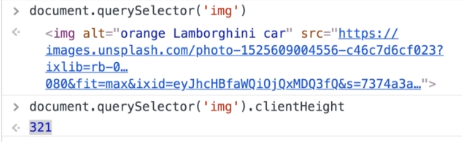 > document.querySelector('img')
<· <img alt="orange Lamborghini car" src="https://
images.unsplash.com/photo-1525609004556-c46c7d6cf023?
ixlib=rb-0…
080&fit=max&ixid=eyJhcHBfaWQiOjQxMDQ3fQ&s=7374a3a…">
> document.querySelector('img').clientHeight
<· 321